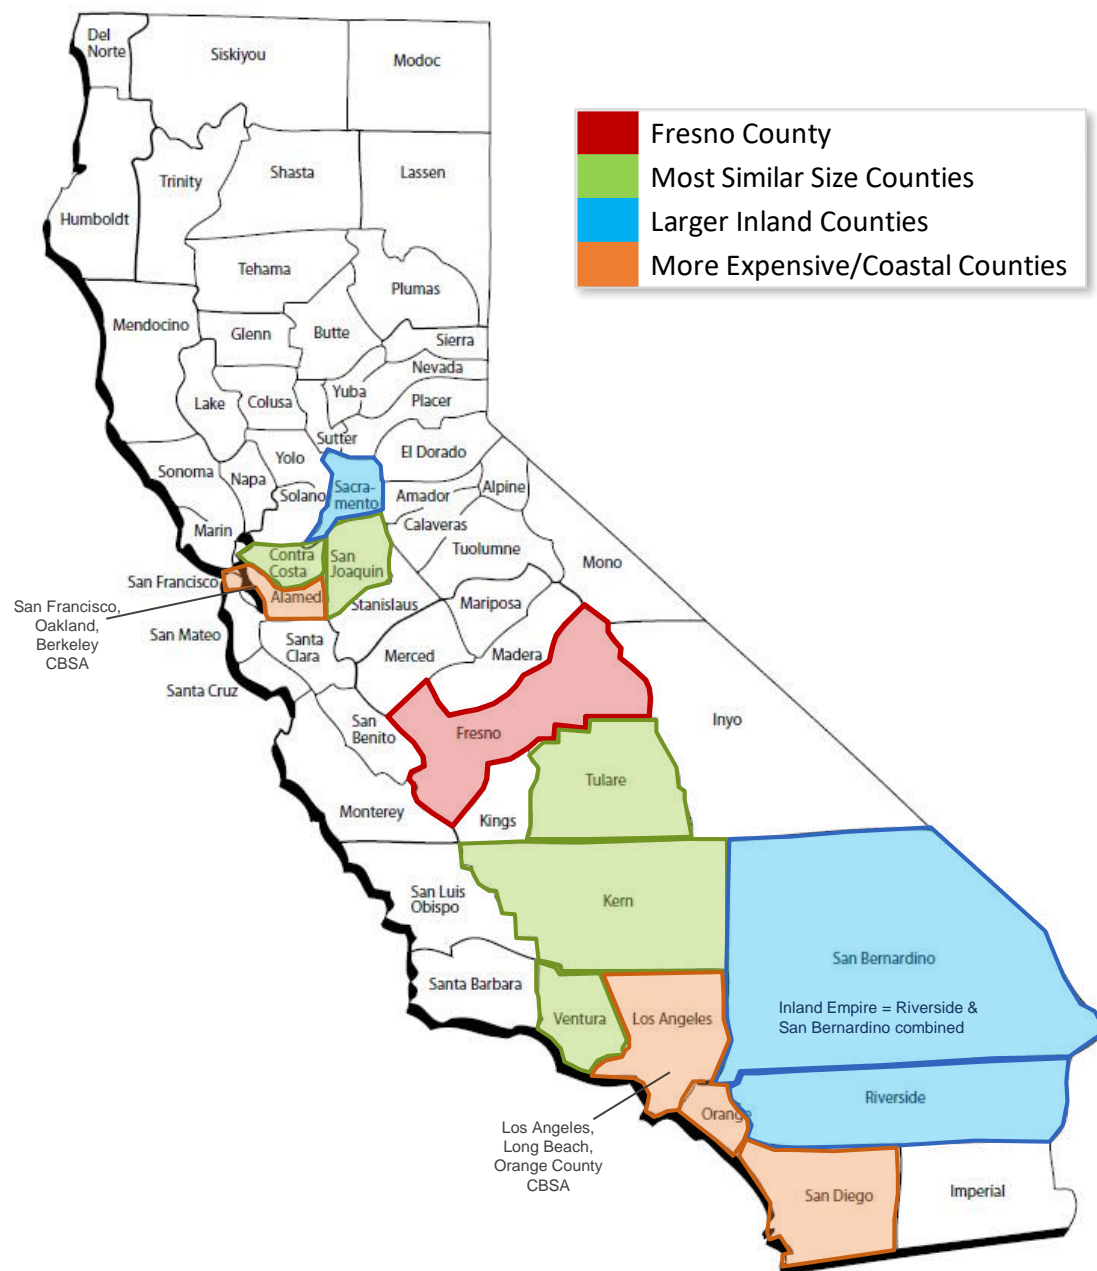 Del
Norte
Siskiyou
Modoc
Fresno County
Most Similar Size Counties
Larger Inland Counties
More Expensive/Coastal Counties
Humboldt
Trinity
Shasta
Lassen
Tehama
Plumas
Mendocino
Glenn
Butte
Sierra
Nevada
Lake
Colusa
Yuba
Placer
Sutter
El Dorado
Sonoma
Napa
Yolo
Solano
Sacra-
mento
Amador
Alpine
Marin
Calaveras
Contra
Costa
San
Joaquin
Tuolumne
Mono
San Francisco
Alameda
Stanislaus
Mariposa
San Francisco,
Oakland,
Berkeley
CBSA
San Mateo
Santa
Clara
Merced
Madera
Santa Cruz
San
Benito
Fresno
Inyo
Monterey
Kings
Tulare
San Luis
Obispo
Kern
San Bernardino
Inland Empire = Riverside &
San Bernardino combined
Santa Barbara
Ventura
Los Angeles
Riverside
Orange
Los Angeles,
Long Beach,
Orange County
CBSA
San Diego
Imperial